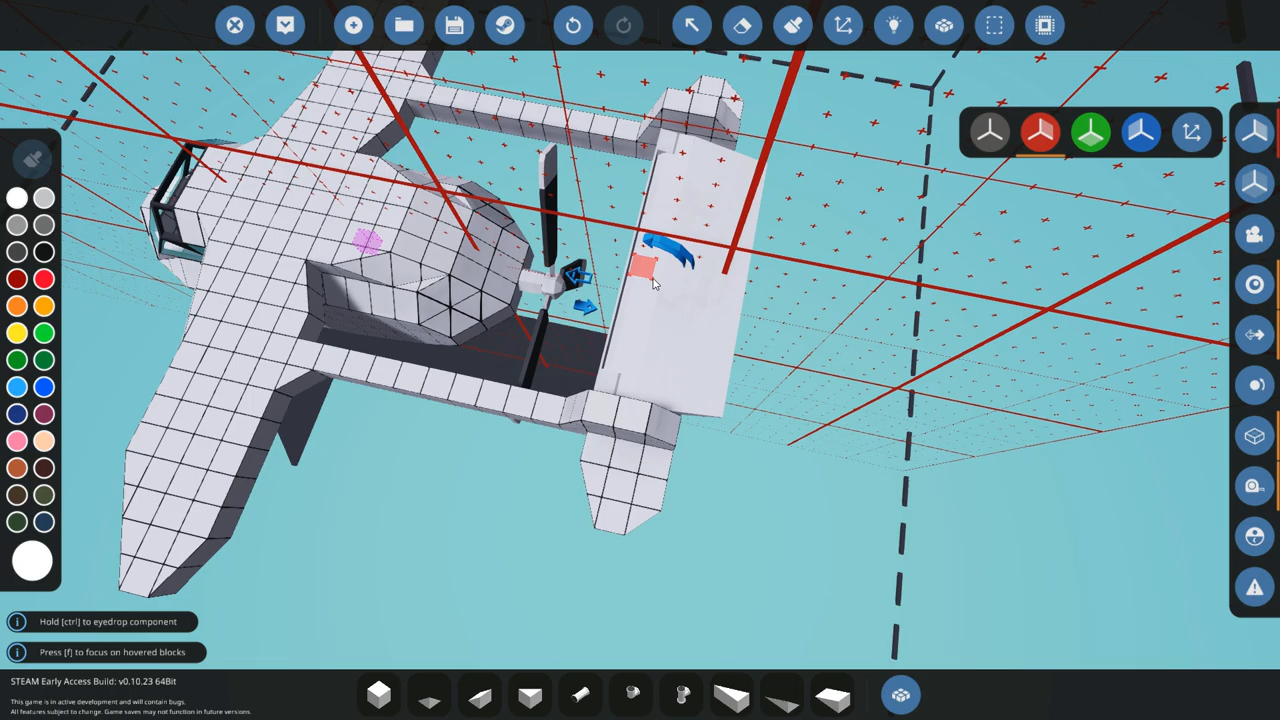 Hold [ctrl] to eyedrop component
Press [f] to focus on hovered blocks
STEAM Early Access Build: v0.10.23 64Bit
This game is in active development and will contain bugs.
All features subject to change. Game saves may not function in future versions.